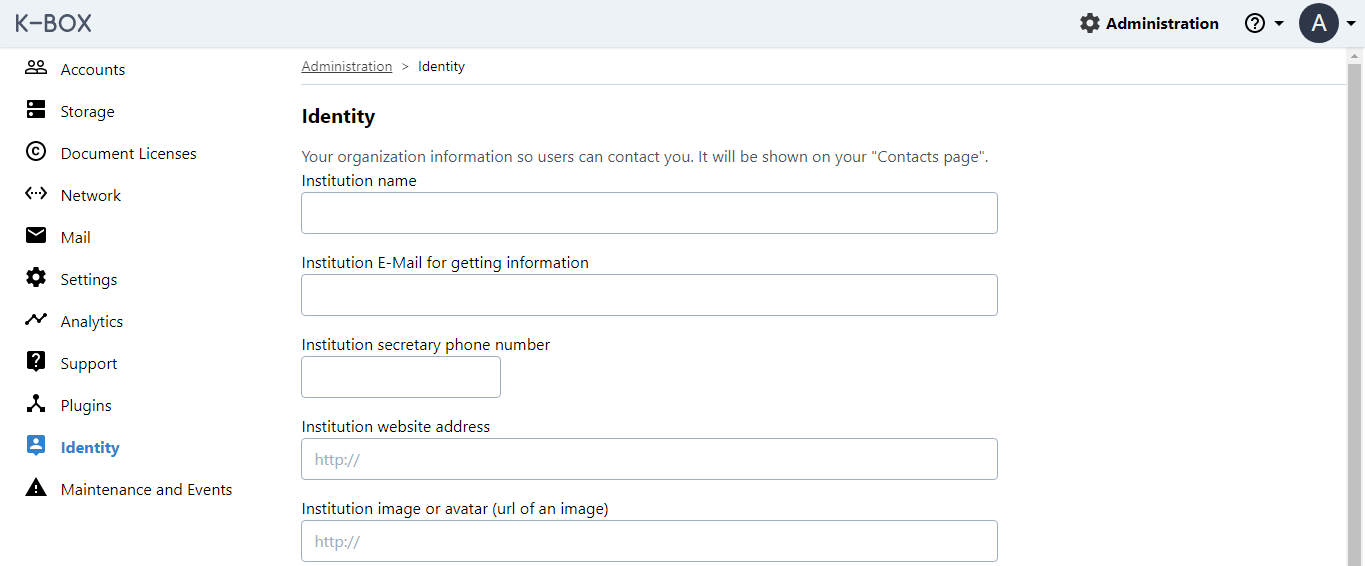 K-BOX
Administration
A
Accounts
Storage
Document Licenses
Network
Mail
Settings
Analytics
Support
Plugins
Identity
Maintenance and Events
Administration > Identity
Identity
Your organization information so users can contact you. It will be shown on your "Contacts page".
Institution name
Institution E-Mail for getting information
Institution secretary phone number
Institution website address
http://
Institution image or avatar (url of an image)
http://